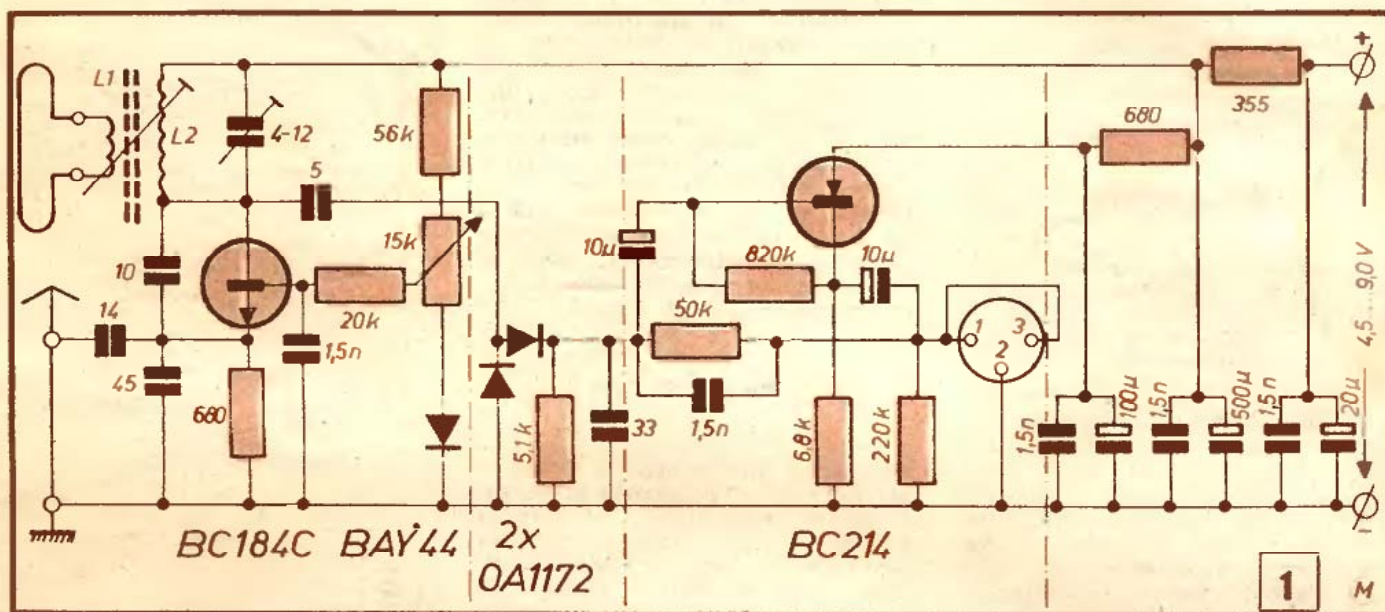 L1
L2
4-12
56k
5
15k
10
20k
14
1,5n
45
680
5,1k
33
10µ
820k
10µ
50k
1,5n
6,8k
220k
1 3
2
680
355
+
4,5...9,0V
1,5n
100µ
1,5n
500µ
1,5n
20µ
-
BC184C BAY44 2x
OA1172
BC214
1
M